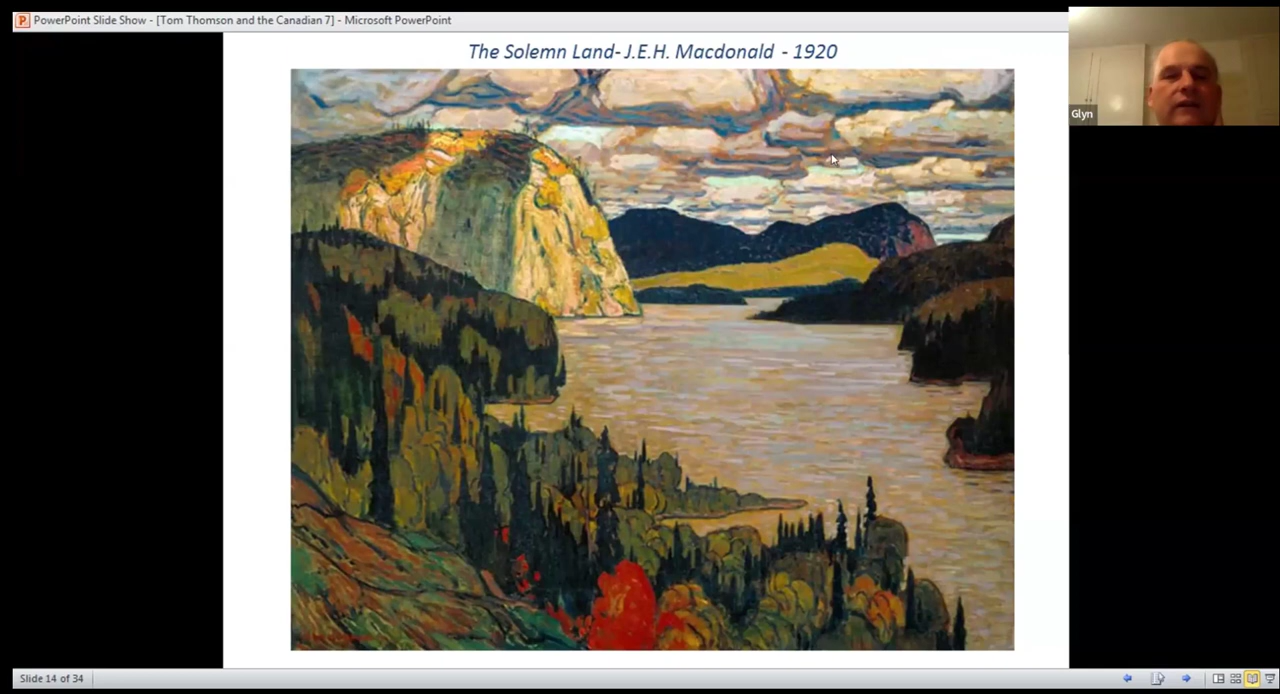 PowerPoint Slide Show - [Tom Thomson and the Canadian 7] - Microsoft PowerPoint
The Solemn Land- J.E.H. Macdonald - 1920
Glyn
Slide 14 of 34